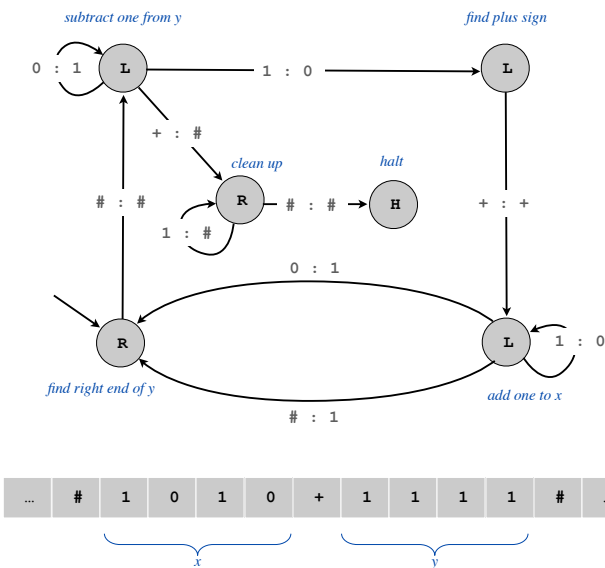 subtract one from y
find plus sign
0 : 1
L
1 : 0
L
+ : #
clean up
halt
# : #
R
# : #
H
+ : +
1 : #
0 : 1
R
L
1 : 0
find right end of y
add one to x
# : 1
… # 1 0 1 0 + 1 1 1 1 #
x
y